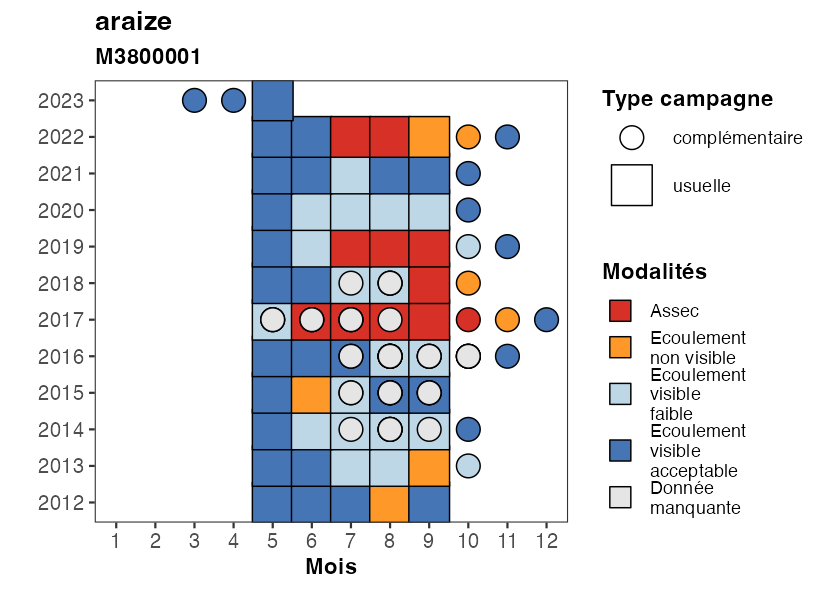 araize
M3800001
2023
2022
2021
2020
2019
2018
2017
2016
2015
2014
2013
2012
1 2 3 4 5 6 7 8 9 10 11 12
Mois
Type campagne
complémentaire
usuelle
Modalités
Assec
Ecoulement
non visible
Ecoulement
visible
faible
Ecoulement
visible
acceptable
Donnée
manquante